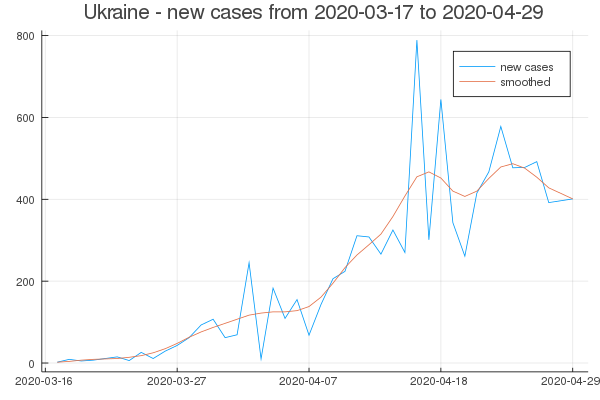 Ukraine - new cases from 2020-03-17 to 2020-04-29
800
new cases
smoothed
600
400
200
0
2020-03-16 2020-03-27 2020-04-07 2020-04-18 2020-04-29